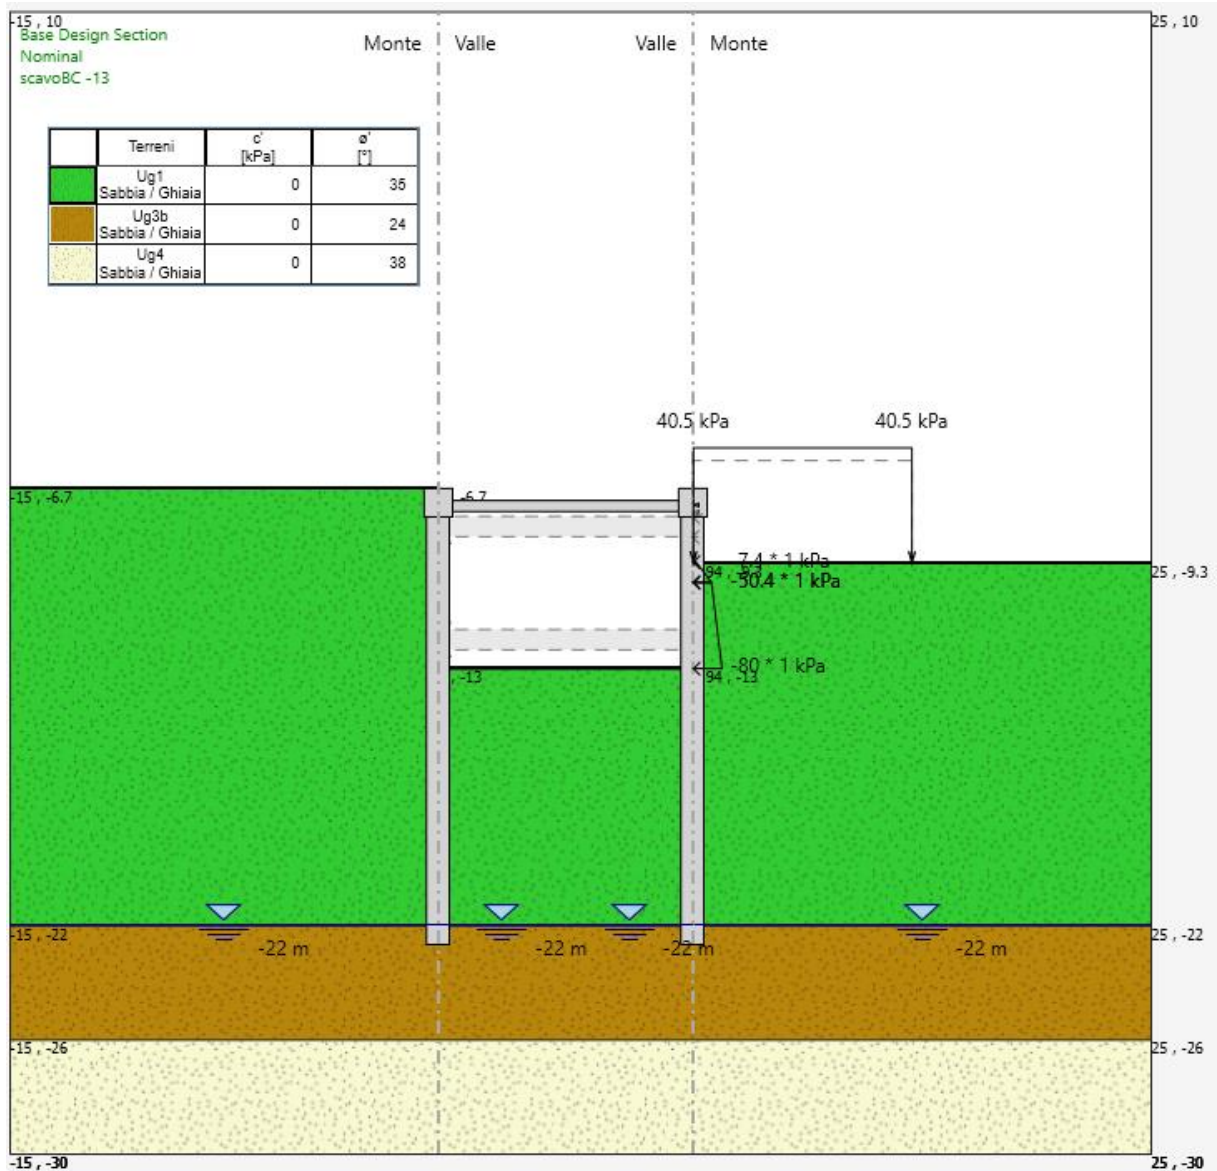 -15 , 10
25 , 10
Base Design Section
Nominal
scavoBC -13
Monte
Valle
Valle
Monte
Terreni
c'
[kPa]
ø'
[°]
Ug1
Sabbia / Ghiaia
0
35
Ug3b
Sabbia / Ghiaia
0
24
Ug4
Sabbia / Ghiaia
0
38
40.5 kPa
40.5 kPa
-15 , -6.7
-6.7
-7.4 * 1 kPa
25 , -9.3
-50.4 * 1 kPa
-80 * 1 kPa
, -13
94 , -13
-15 , -22
-22 m
-22 m
-22 m
-22 m
25 , -22
-15 , -26
25 , -26
-15 , -30
25 , -30